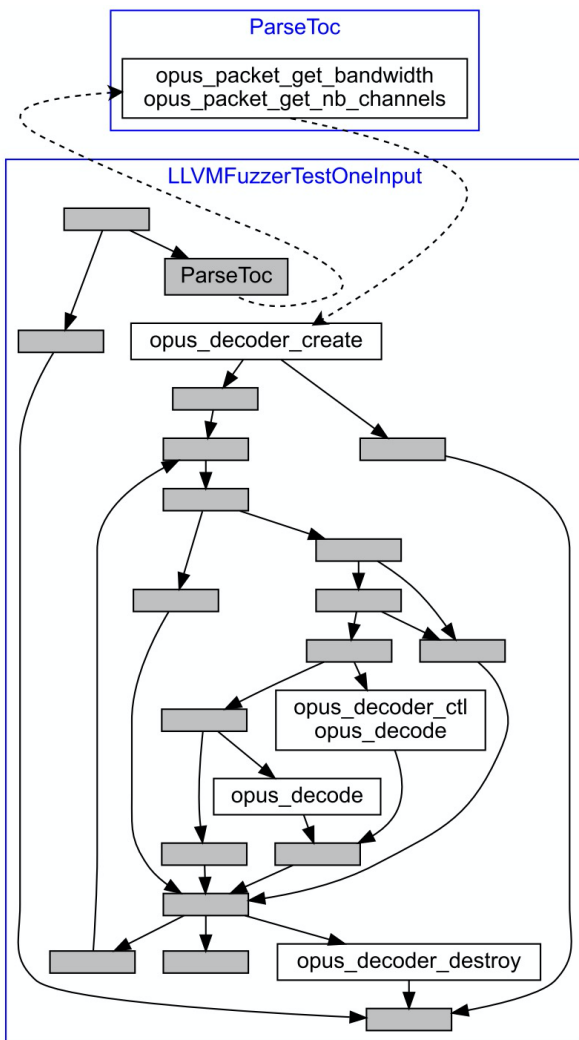 ParseToc
opus_packet_get_bandwidth
opus_packet_get_nb_channels
LLVMFuzzerTestOneInput
ParseToc
opus_decoder_create
opus_decoder_ctl
opus_decode
opus_decode
opus_decoder_destroy